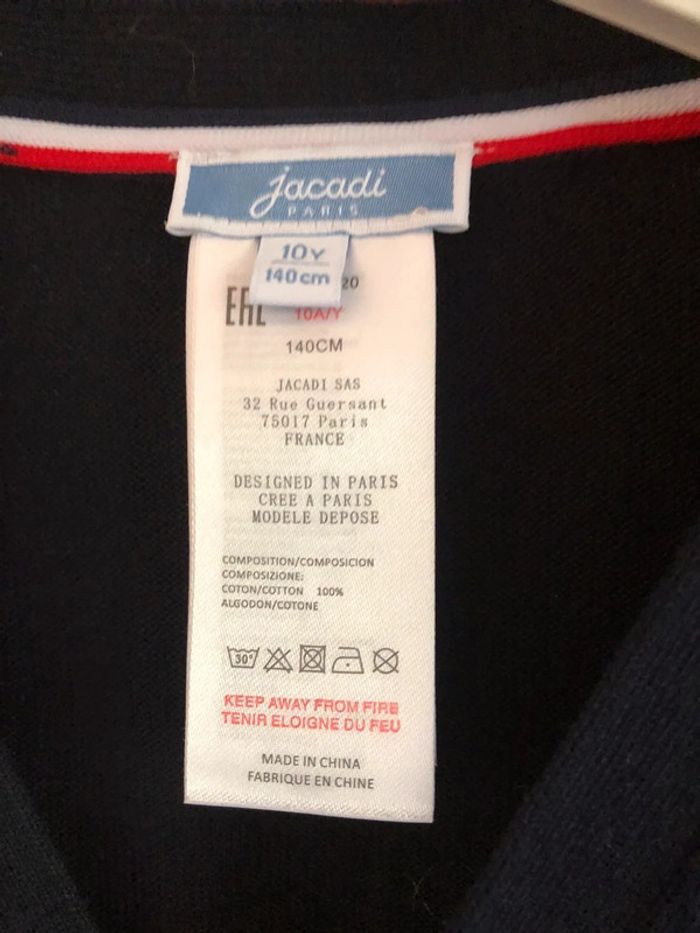 jacadi
PARIS
10Y
140cm
20
EAC
10A/Y
140CM
JACADI SAS
32 Rue Guersant
75017 Paris
FRANCE
DESIGNED IN PARIS
CREE A PARIS
MODELE DEPOSE
COMPOSITION/COMPOSICION
COMPOSIZIONE:
COTON/COTTON 100%
ALGODON/COTONE
30°
KEEP AWAY FROM FIRE
TENIR ELOIGNE DU FEU
MADE IN CHINA
FABRIQUE EN CHINE